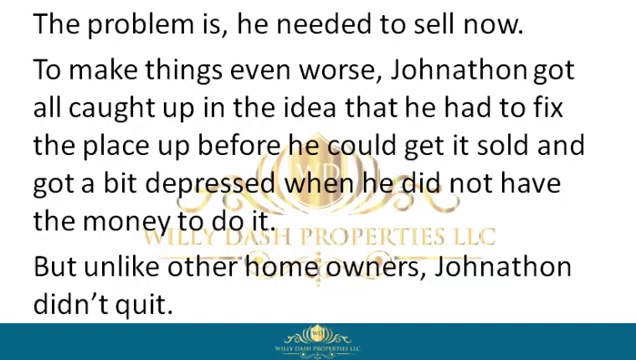 The problem is, he needed to sell now.
To make things even worse, Johnathon got
all caught up in the idea that he had to fix
the place up before he could get it sold and
got a bit depressed when he did not have
the money to do it.
WILLY DASH PROPERTIES LLC
But unlike other home owners, Johnathon
didn’t quit.
WILLY DASH PROPERTIES LLC